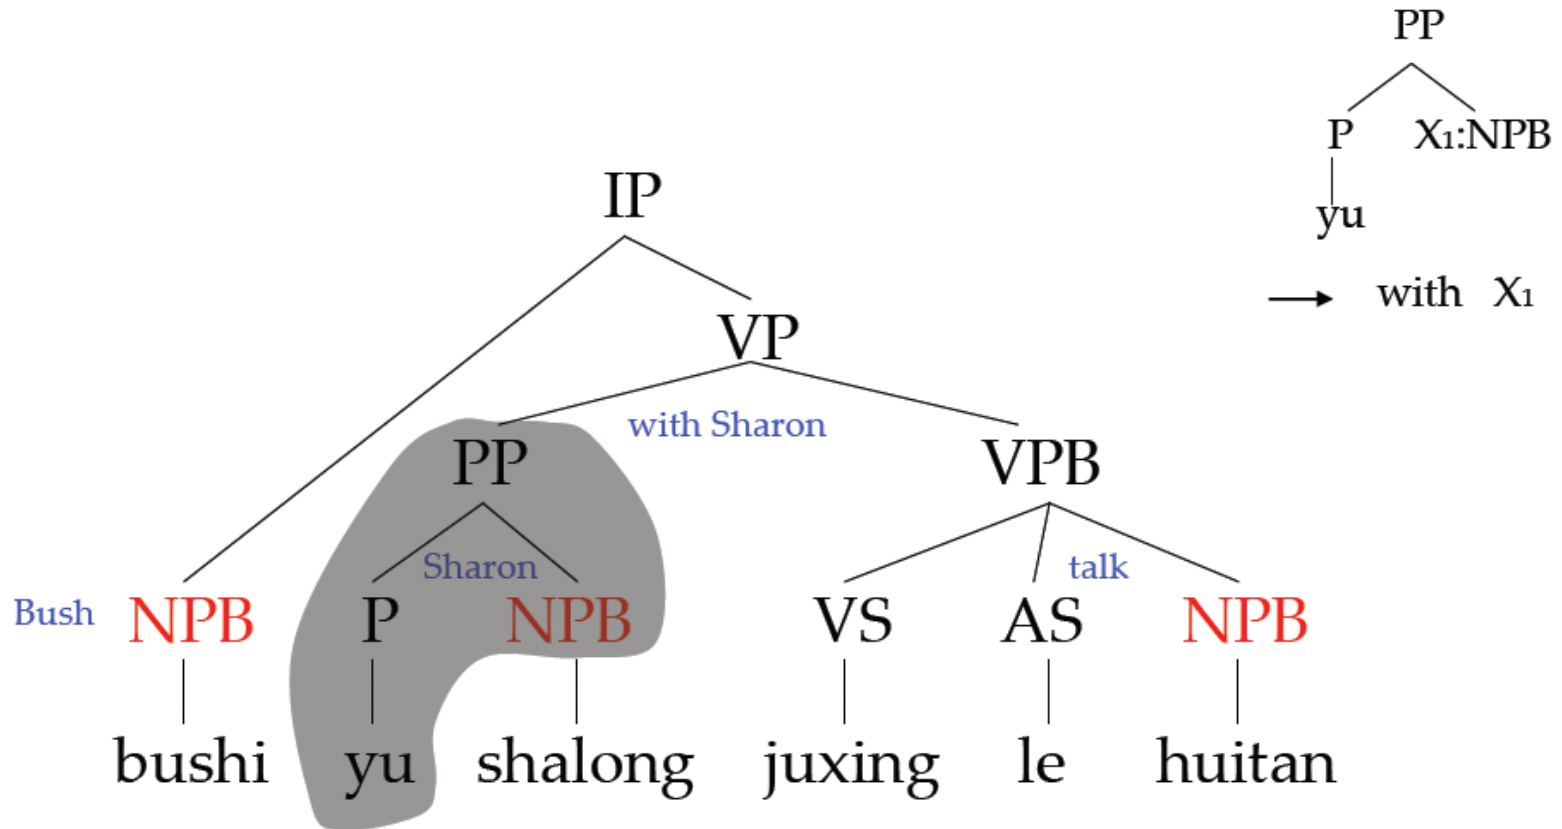 PP
P X₁:NPB
yu
→ with X₁
IP
VP
with Sharon
PP VPB
Sharon talk
Bush NPB P NPB VS AS NPB
bushi yu shalong juxing le huitan